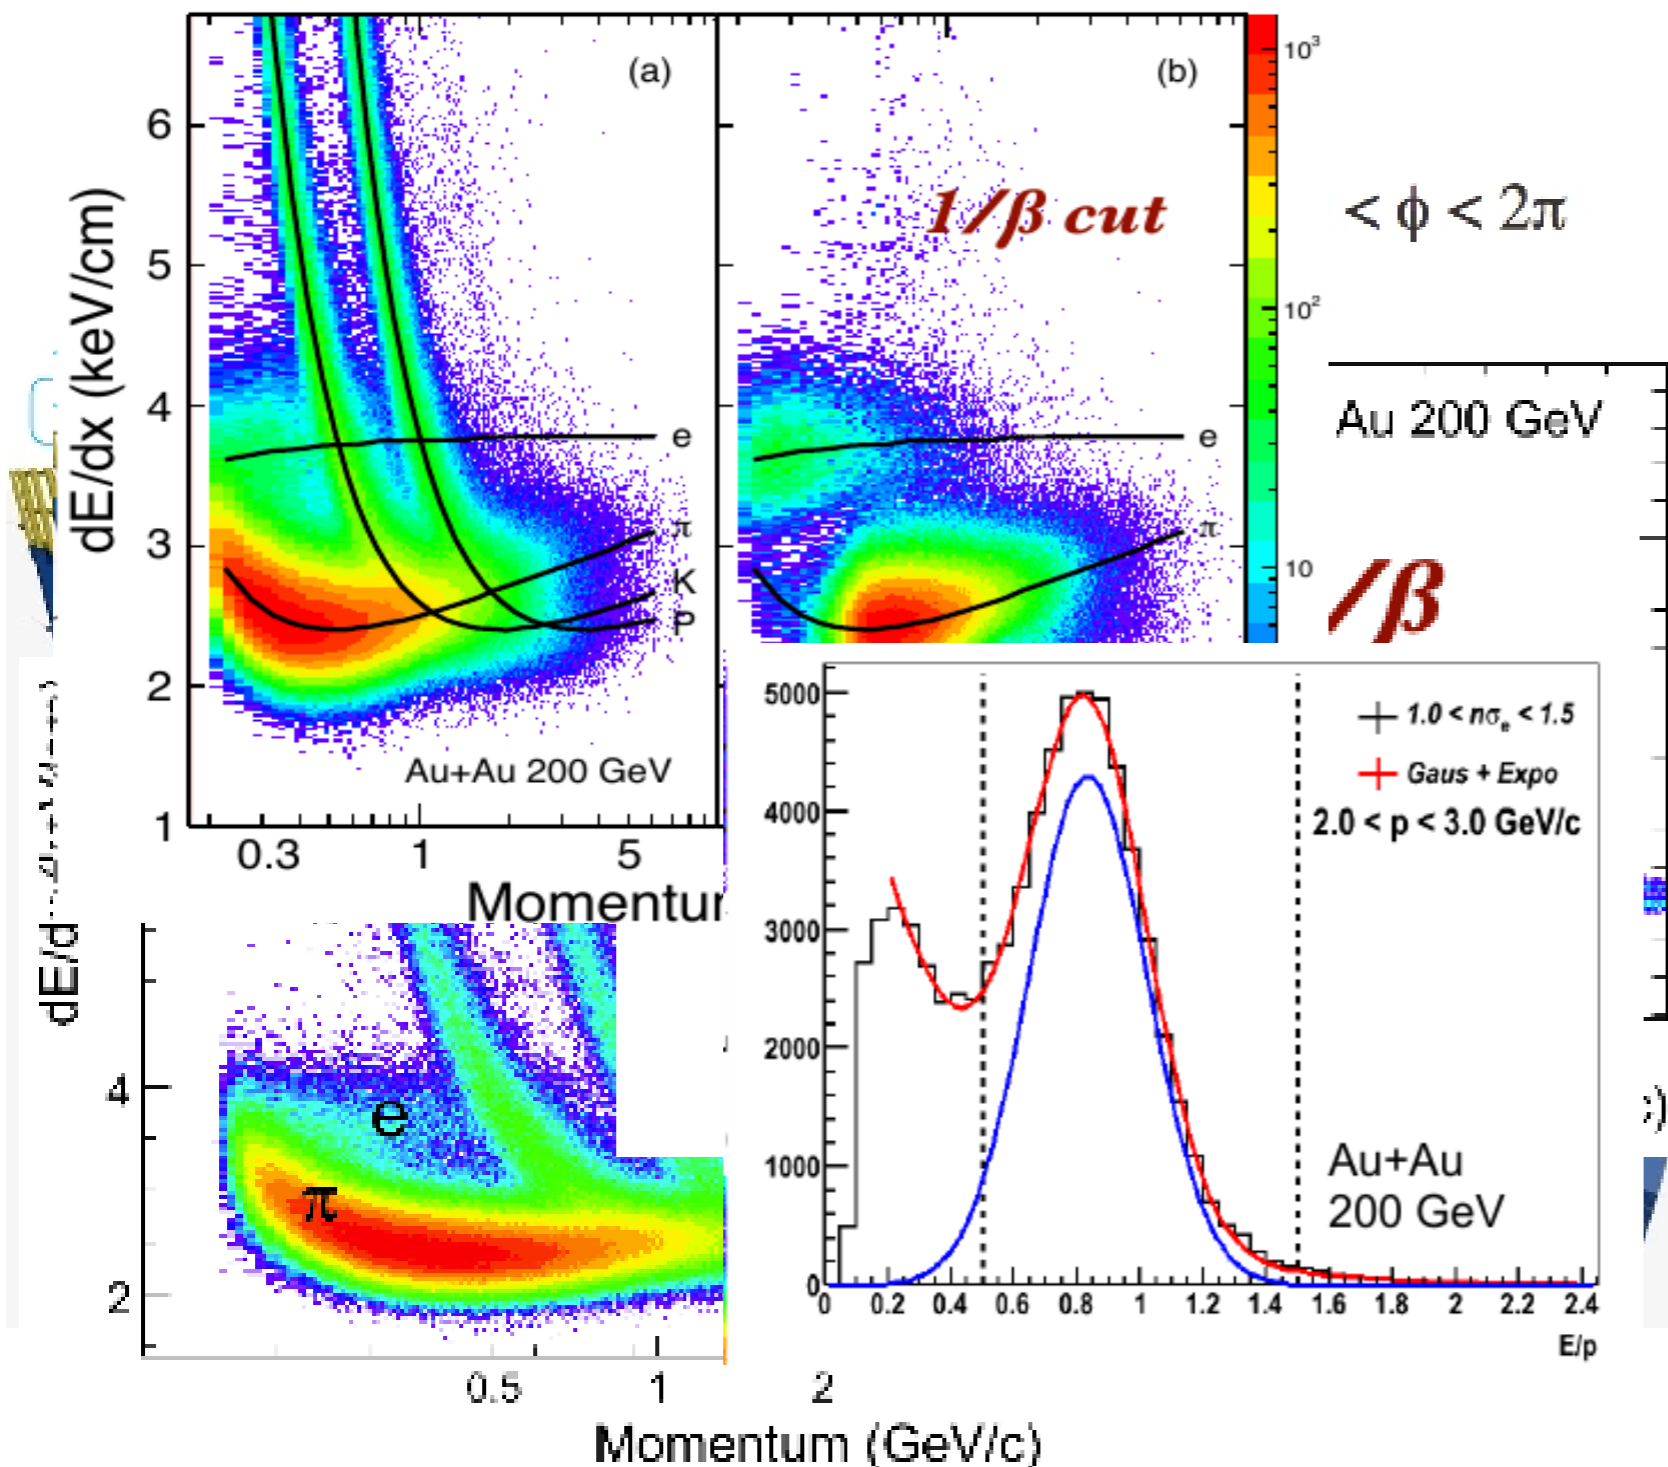 (a)
(b)
10³
6
1/β cut
< ϕ < 2π
5
10²
dE/dx (keV/cm)
4
Au 200 GeV
e
e
3
π
π
K
10
/β
P
2
Au+Au 200 GeV
1
0.3 1 5
5000
1.0 < nσe < 1.5
Gaus + Expo
4000
2.0 < p < 3.0 GeV/c
3000
2000
1000
0
Au+Au
200 GeV
0 0.2 0.4 0.6 0.8 1 1.2 1.4 1.6 1.8 2 2.2 2.4
E/p
dE/d
4
e
π
2
0.5 1 2
Momentum (GeV/c)